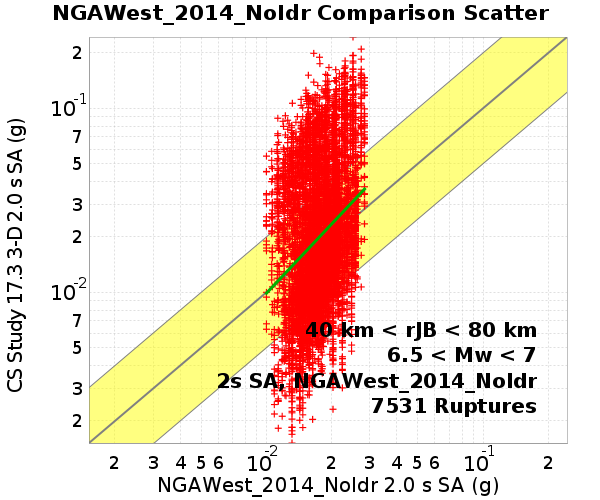 NGAWest_2014_NoIdr Comparison Scatter
CS Study 17.3 3-D 2.0 s SA (g)
2
10-1
7
5
3
2
10-2
7
5
3
2
40 km < rJB < 80 km
6.5 < Mw < 7
2s SA, NGAWest_2014_NoIdr
7531 Ruptures
2 3 4 5 6 10-2 2 3 4 5 6 10-1 2
NGAWest_2014_NoIdr 2.0 s SA (g)